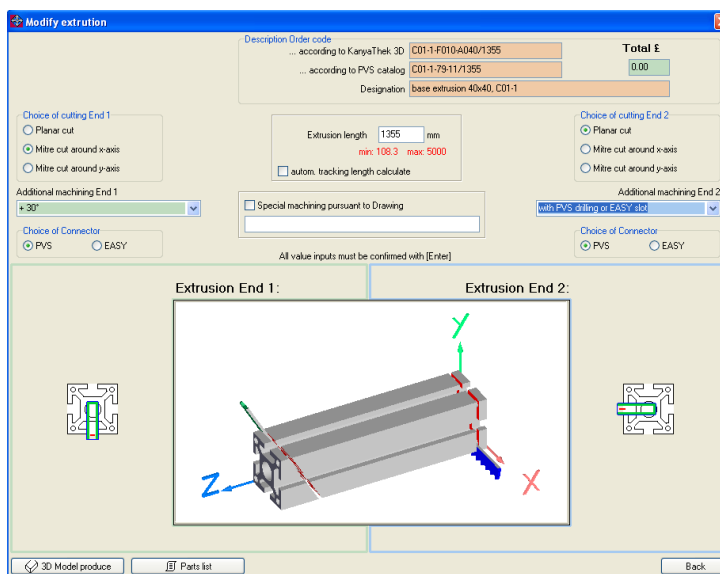 Modify extrution
Description Order code
... according to KanyaThek 3D C01-1-F010-A040/1355
... according to PVS catalog C01-1-79-11/1355
Designation base extrusion 40x40, C01-1
Total £
0.00
Choice of cutting End 1
Planar cut
Mitre cut around x-axis
Mitre cut around y-axis
Extrusion length 1355 mm
min: 108.3 max: 5000
autom. tracking length calculate
Choice of cutting End 2
Planar cut
Mitre cut around x-axis
Mitre cut around y-axis
Additional machining End 1
+ 30°
Special machining pursuant to Drawing
Additional machining End 2
with PVS drilling or EASY slot
Choice of Connector
PVS EASY
All value inputs must be confirmed with [Enter]
Choice of Connector
PVS EASY
Extrusion End 1:
Extrusion End 2:
Y
Z
X
3D Model produce
Parts list
Back